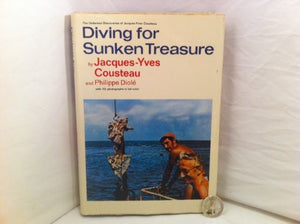 The Undersea Discoveries of Jacques-Yves Cousteau
Diving for
Sunken Treasure
by Jacques-Yves
Cousteau
and Philippe Diolé